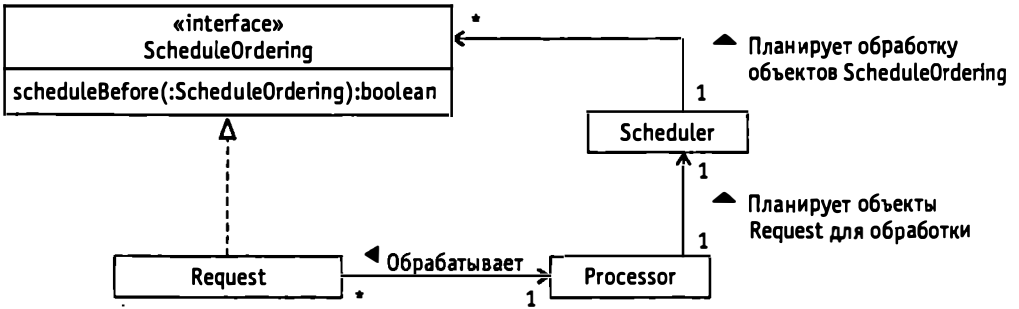 «interface»
ScheduleOrdering
scheduleBefore(:ScheduleOrdering):boolean
*
Планирует обработку
объектов ScheduleOrdering
1
Scheduler
1
Планирует объекты
Request для обработки
1
Request
Обрабатывает
Processor
*
1